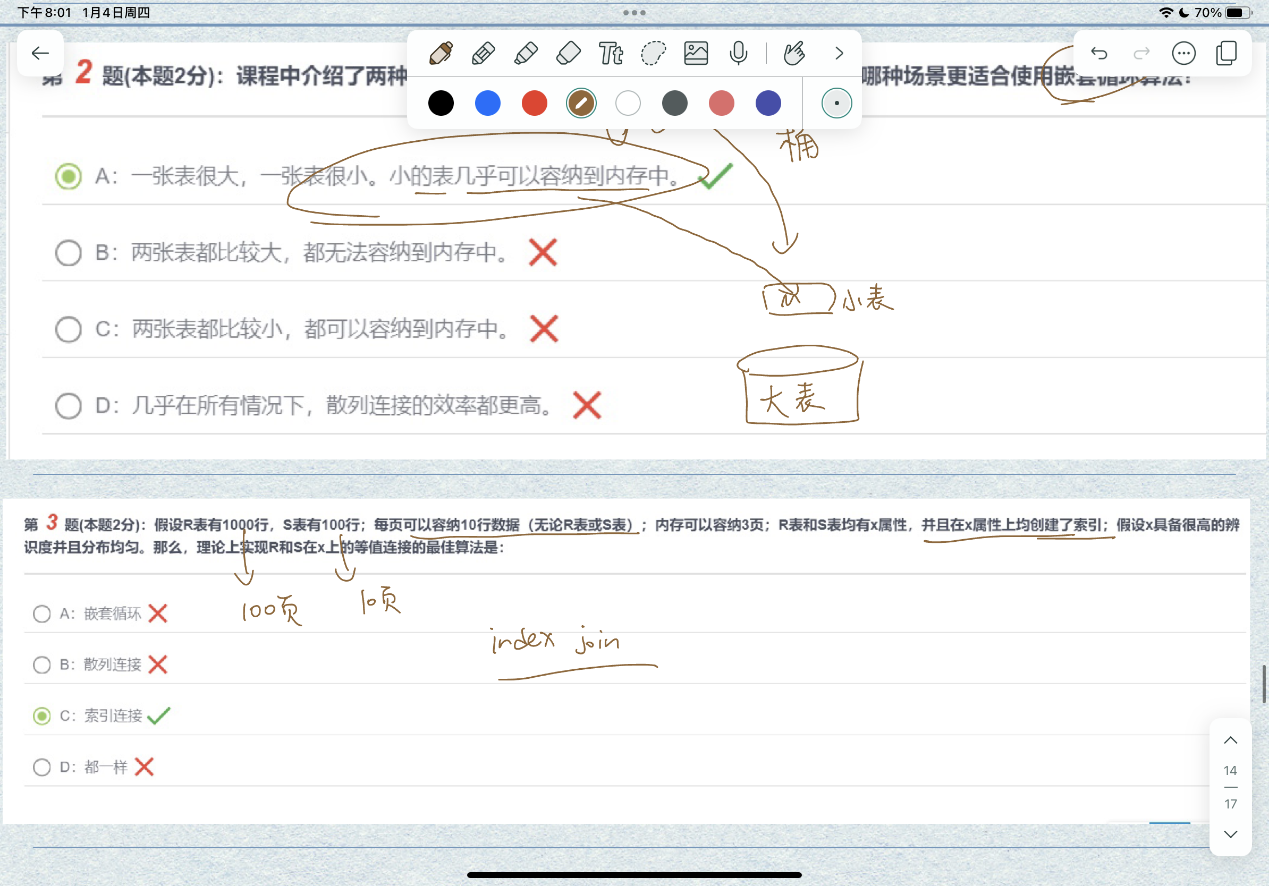 下午8:01 1月4日周四
70%
第 2 题(本题2分)：课程中介绍了两种
哪种场景更适合使用嵌套循环算法?
Tt
桶
A：一张表很大，一张表很小。小的表几乎可以容纳到内存中。
B：两张表都比较大，都无法容纳到内存中。
小表
C：两张表都比较小，都可以容纳到内存中。
大表
D：几乎在所有情况下，散列连接的效率都更高。
第 3 题(本题2分)：假设R表有1000行，S表有100行；每页可以容纳10行数据（无论R表或S表）；内存可以容纳3页；R表和S表均有x属性，并且在x属性上均创建了索引；假设x具备很高的辨
识度并且分布均匀。那么，理论上实现R和S在x上的等值连接的最佳算法是：
100页
10页
A：嵌套循环
index join
B：散列连接
C：索引连接
D：都一样
14
17